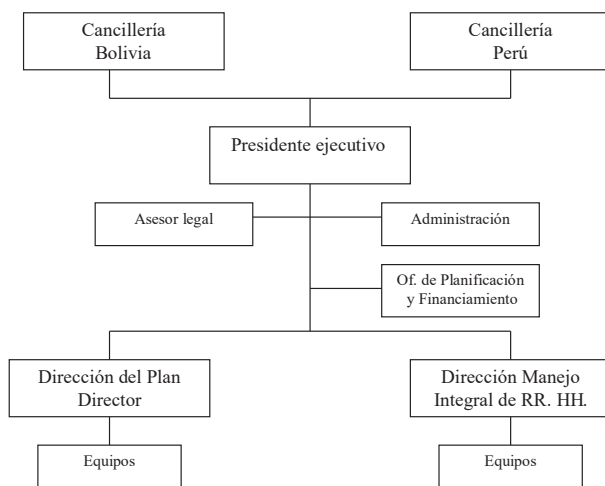 Cancillería
Bolivia
Cancillería
Perú
Presidente ejecutivo
Asesor legal
Administración
Of. de Planificación
y Financiamiento
Dirección del Plan
Director
Dirección Manejo
Integral de RR. HH.
Equipos
Equipos